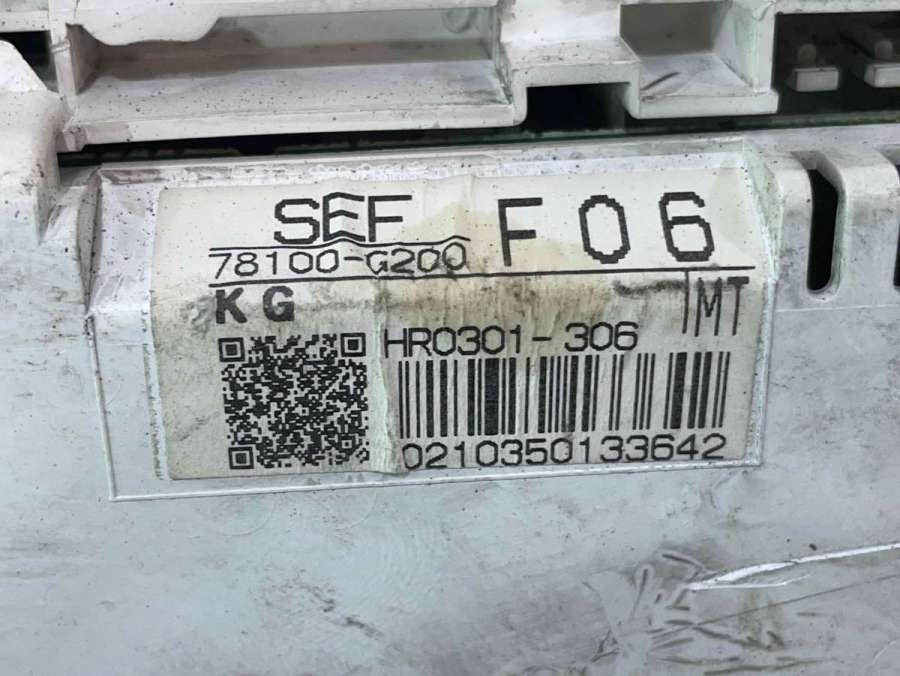 SEF F06
78100-G200
KG MT
HR0301-306
0210350133642